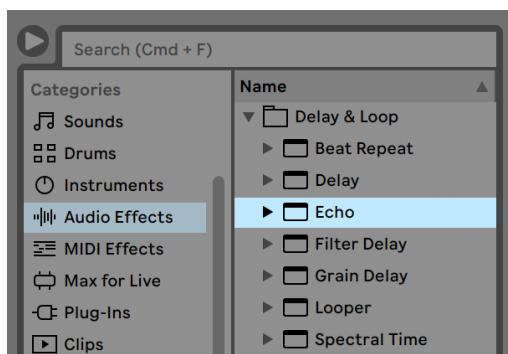 Search (Cmd + F)
Categories
Sounds
Drums
Instruments
Audio Effects
MIDI Effects
Max for Live
Plug-Ins
Clips
Name
Delay & Loop
Beat Repeat
Delay
Echo
Filter Delay
Grain Delay
Looper
Spectral Time